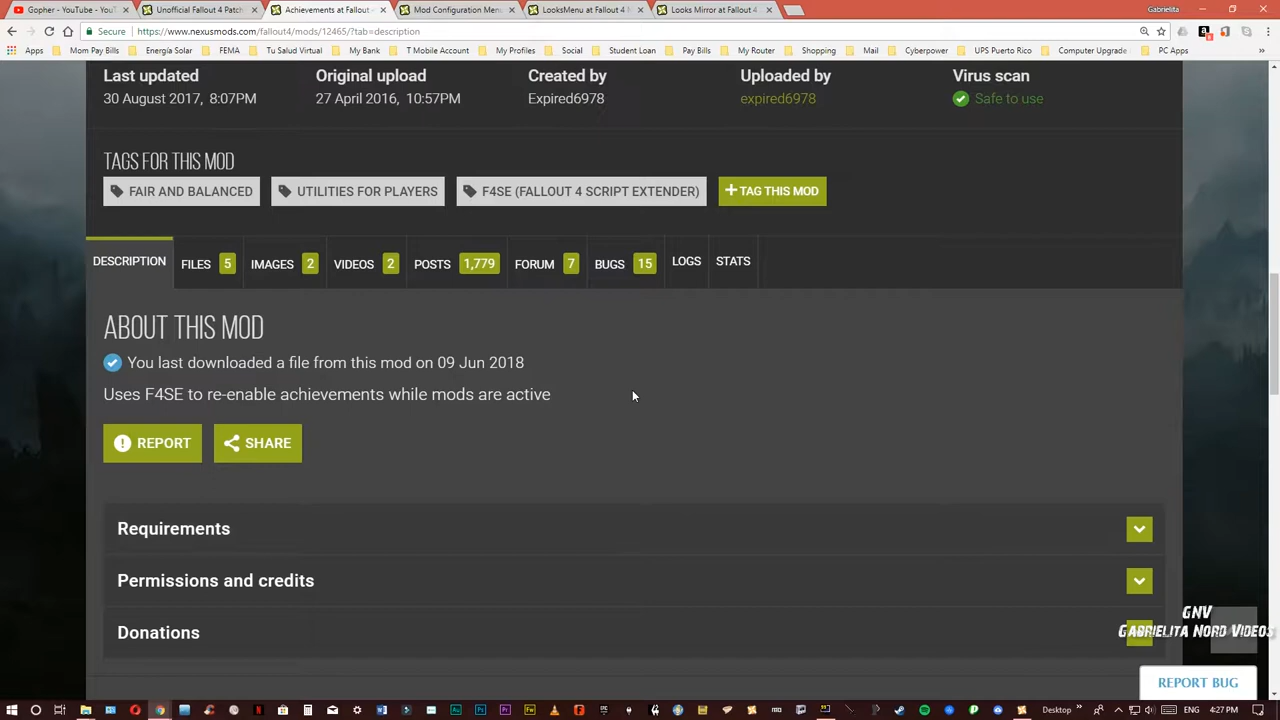 Gopher - YouTube - YouT
Unofficial Fallout 4 Patch
Achievements at Fallout
Mod Configuration Menu
LooksMenu at Fallout 4
Looks Mirror at Fallout 4
Gabrielita
Secure
https://www.nexusmods.com/fallout4/mods/12465/?tab=description
Apps
Mom Pay Bills
Energía Solar
FEMA
Tu Salud Virtual
My Bank
T Mobile Account
My Profiles
Social
Student Loan
Pay Bill
My Router
Shopping
Mail
Cyberpower
UPS Puerto Rico
Computer Upgrade
PC Apps
Last updated
Original upload
Created by
Uploaded by
Virus scan
30 August 2017, 8:07PM
27 April 2016, 10:57PM
Expired6978
expired6978
Safe to use
TAGS FOR THIS MOD
FAIR AND BALANCED
UTILITIES FOR PLAYERS
F4SE (FALLOUT 4 SCRIPT EXTENDER)
+TAG THIS MOD
DESCRIPTION
FILES 5
IMAGES 2
VIDEOS 2
POSTS 1,779
FORUM 7
BUGS 15
LOGS
STATS
ABOUT THIS MOD
You last downloaded a file from this mod on 09 Jun 2018
Uses F4SE to re-enable achievements while mods are active
REPORT
SHARE
Requirements
Permissions and credits
Donations
GNV
GABRIELITA NORD VIDEOS
REPORT BUG
Desktop
4:27 PM